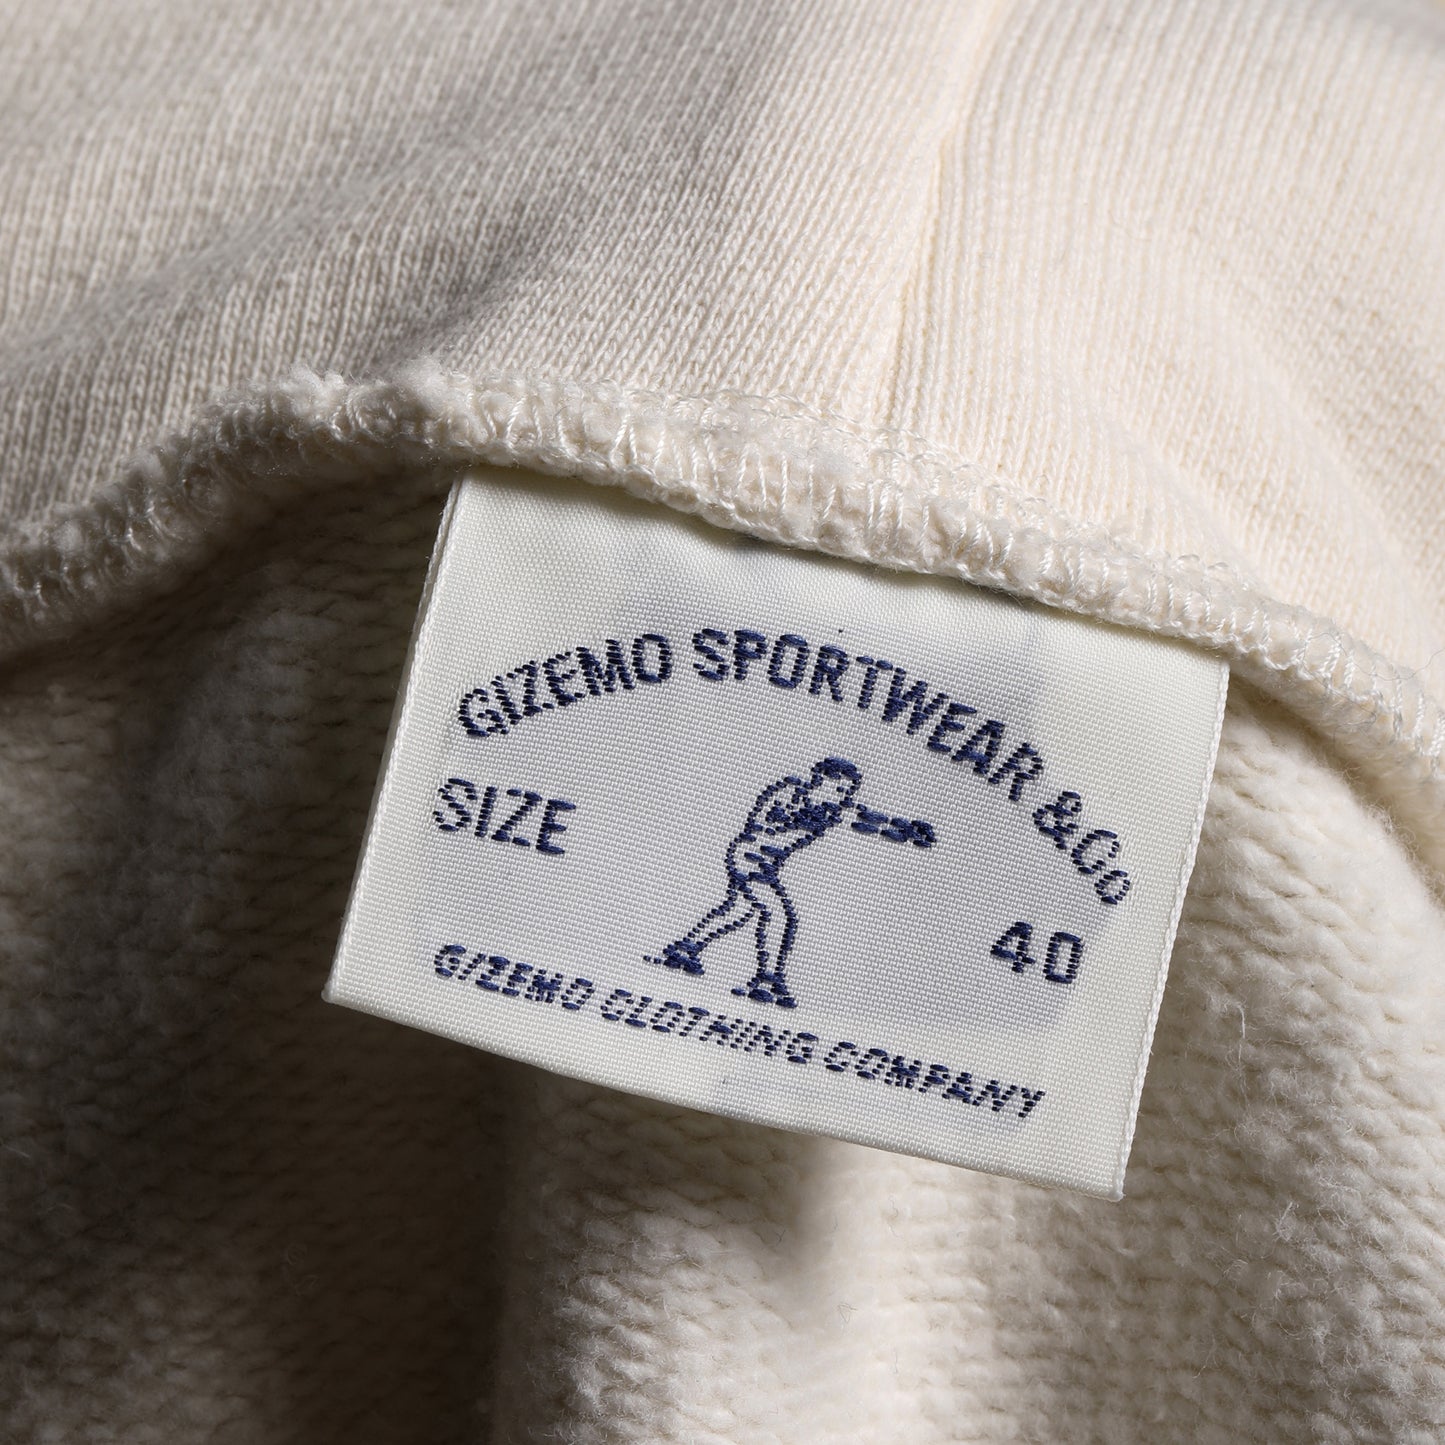 GIZEMO SPORTWEAR &Co
SIZE 40
GIZEMO CLOTHING COMPANY